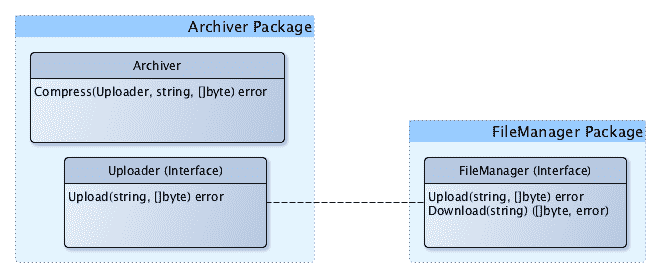 Archiver Package
Archiver
Compress(Uploader, string, []byte) error
Uploader (Interface)
Upload(string, []byte) error
FileManager Package
FileManager (Interface)
Upload(string, []byte) error
Download(string) ([]byte, error)